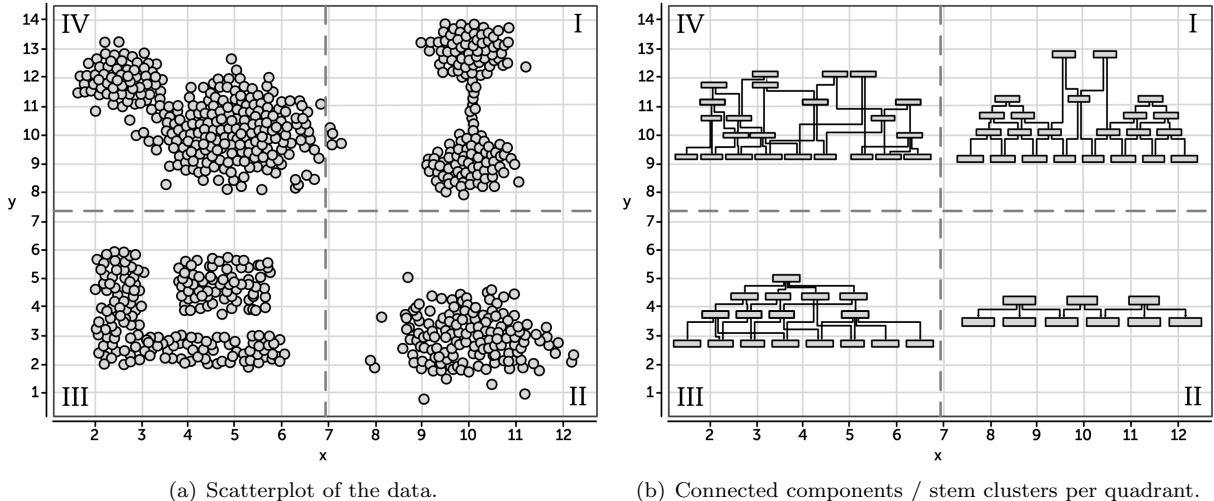 14
13
12
11
10
9
8
7
6
5
4
3
2
1
y
IV
I
III
II
2 3 4 5 6 7 8 9 10 11 12
x
14
13
12
11
10
9
8
7
6
5
4
3
2
1
y
IV
I
III
II
2 3 4 5 6 7 8 9 10 11 12
x
(a) Scatterplot of the data.
(b) Connected components / stem clusters per quadrant.